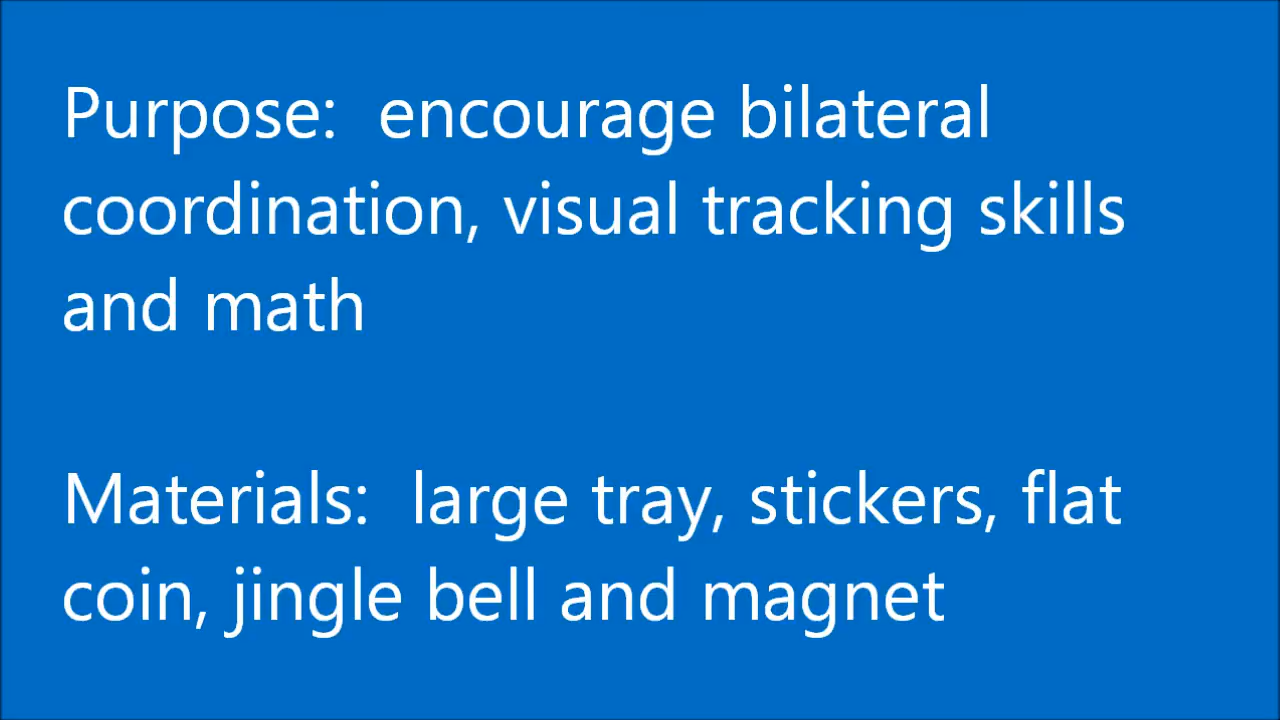 Purpose:  encourage bilateral
coordination, visual tracking skills
and math
Materials:  large tray, stickers, flat
coin, jingle bell and magnet